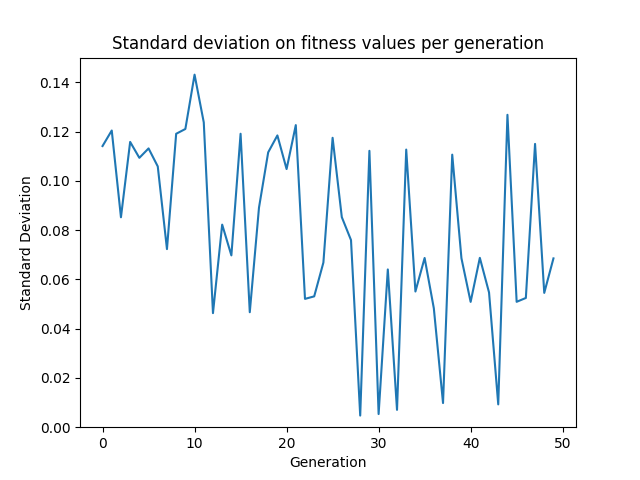 Standard deviation on fitness values per generation
0.14
0.12
0.10
0.08
0.06
0.04
0.02
0.00
Standard Deviation
0 10 20 30 40 50
Generation